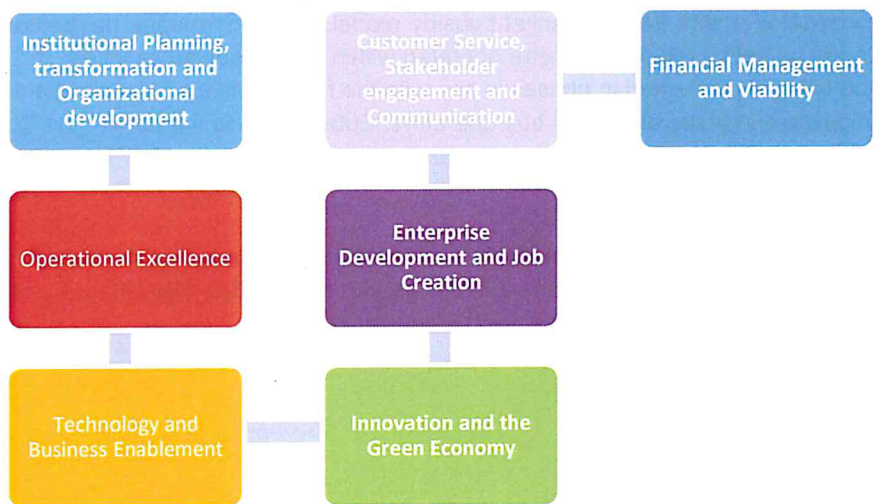 Institutional Planning,
transformation and
Organizational
development
Operational Excellence
Technology and
Business Enablement
Innovation and the
Green Economy
Enterprise
Development and Job
Creation
Customer Service,
Stakeholder
engagement and
Communication
Financial Management
and Viability